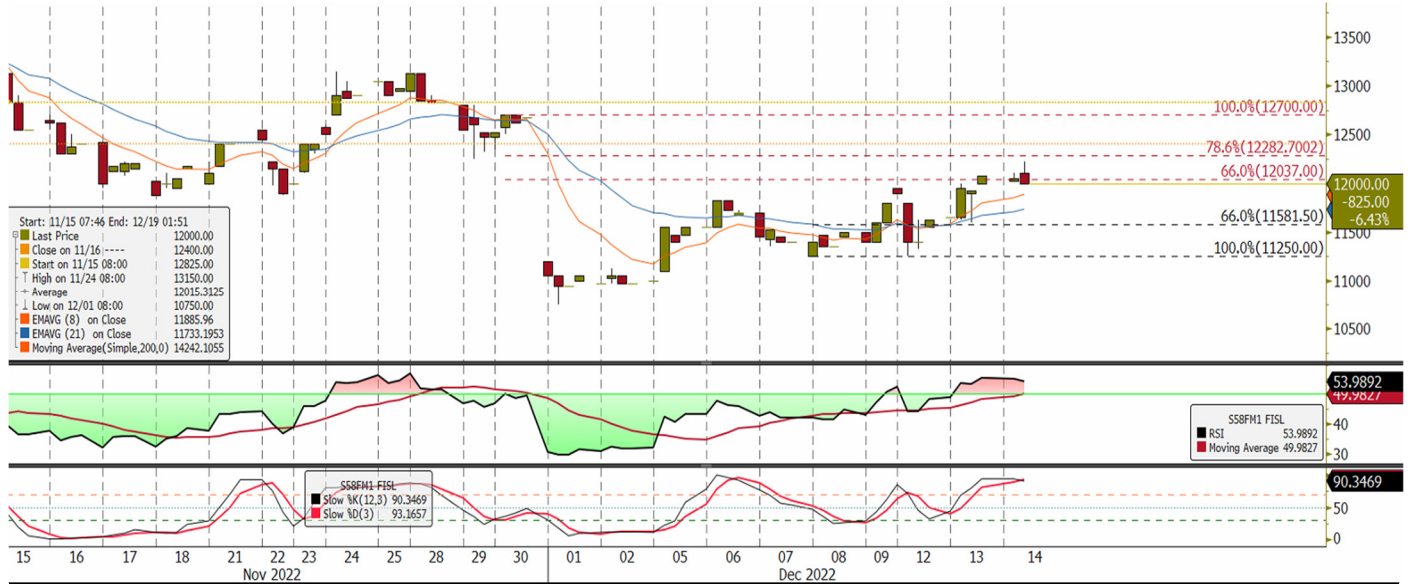 13500
13000
100.0%(12700.00)
12500
78.6%(12282.7002)
66.0%(12037.00)
12000.00
-825.00
-6.43%
66.0%(11581.50)
11500
100.0%(11250.00)
11000
10500
Start: 11/15 07:46 End: 12/19 01:51
Last Price 12000.00
Close on 11/16 ---- 12400.00
Start on 11/15 08:00 12825.00
High on 11/24 08:00 13150.00
Average 12015.3125
Low on 12/01 08:00 10750.00
EMAVG (8) on Close 11885.96
EMAVG (21) on Close 11733.1953
Moving Average(Simple,200,0) 14242.1055
53.9892
49.9827
40
30
S58FM1 FISL
RSI 53.9892
Moving Average 49.9827
90.3469
50
0
S58FM1 FISL
Slow %K(12,3) 90.3469
Slow %D(3) 93.1657
15 16 17 18 21 22 23 24 25 28 29 30 01 02 05 06 07 08 09 12 13 14
Nov 2022 Dec 2022